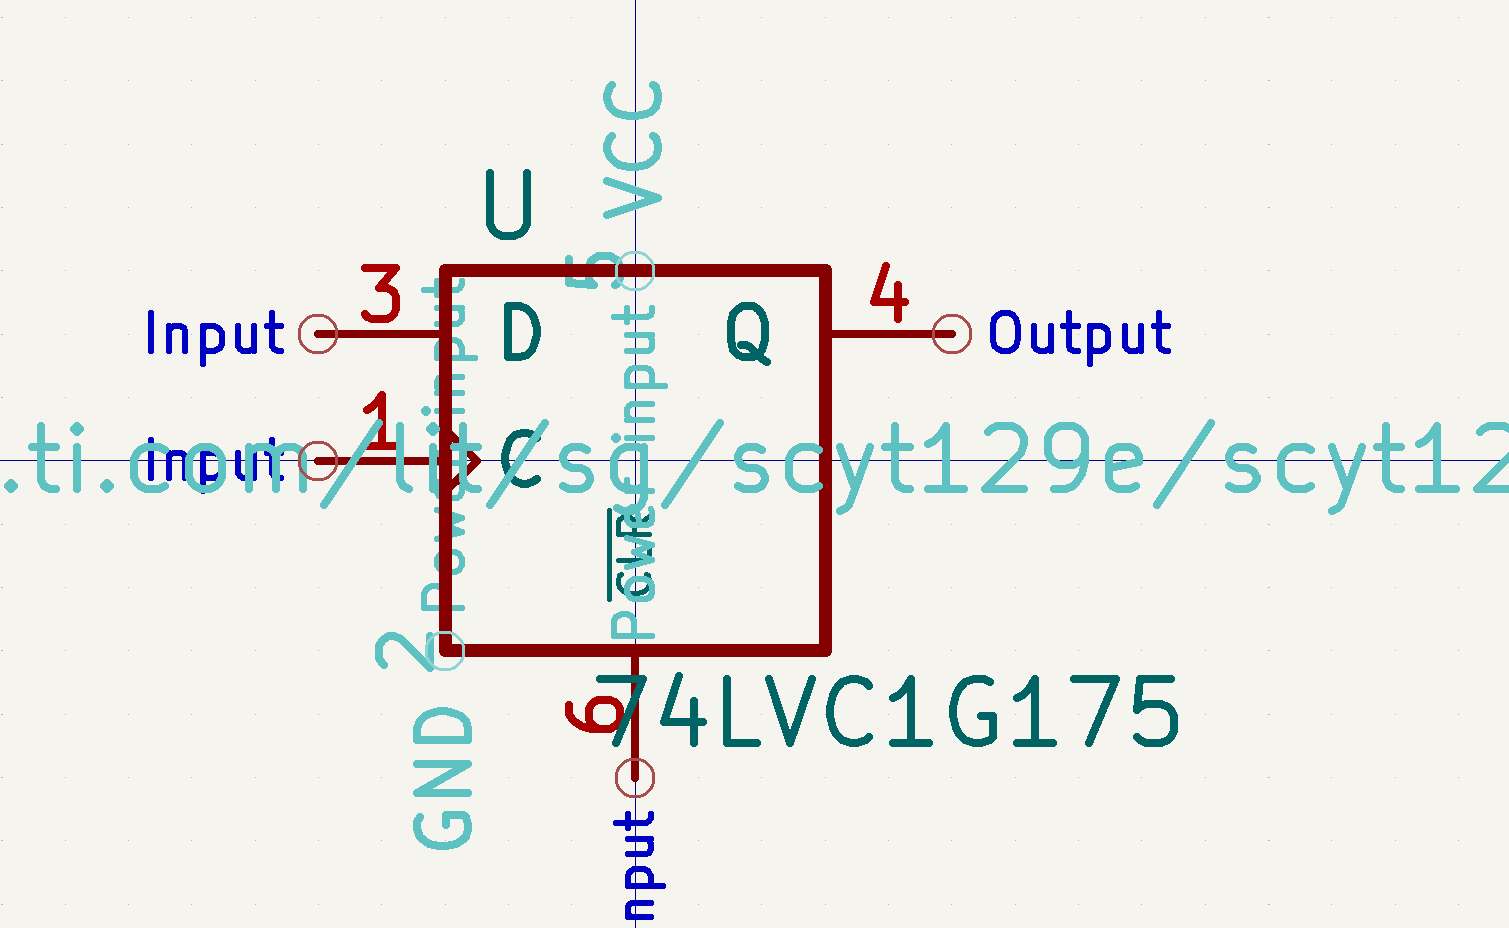 VCC
U
5
3
4
Input
D
Q
Output
1
Input
C
.ti.com/lit/sg/scyt129e/scyt12
Power input
Power input
CLR
2
6
74LVC1G175
GND
nput